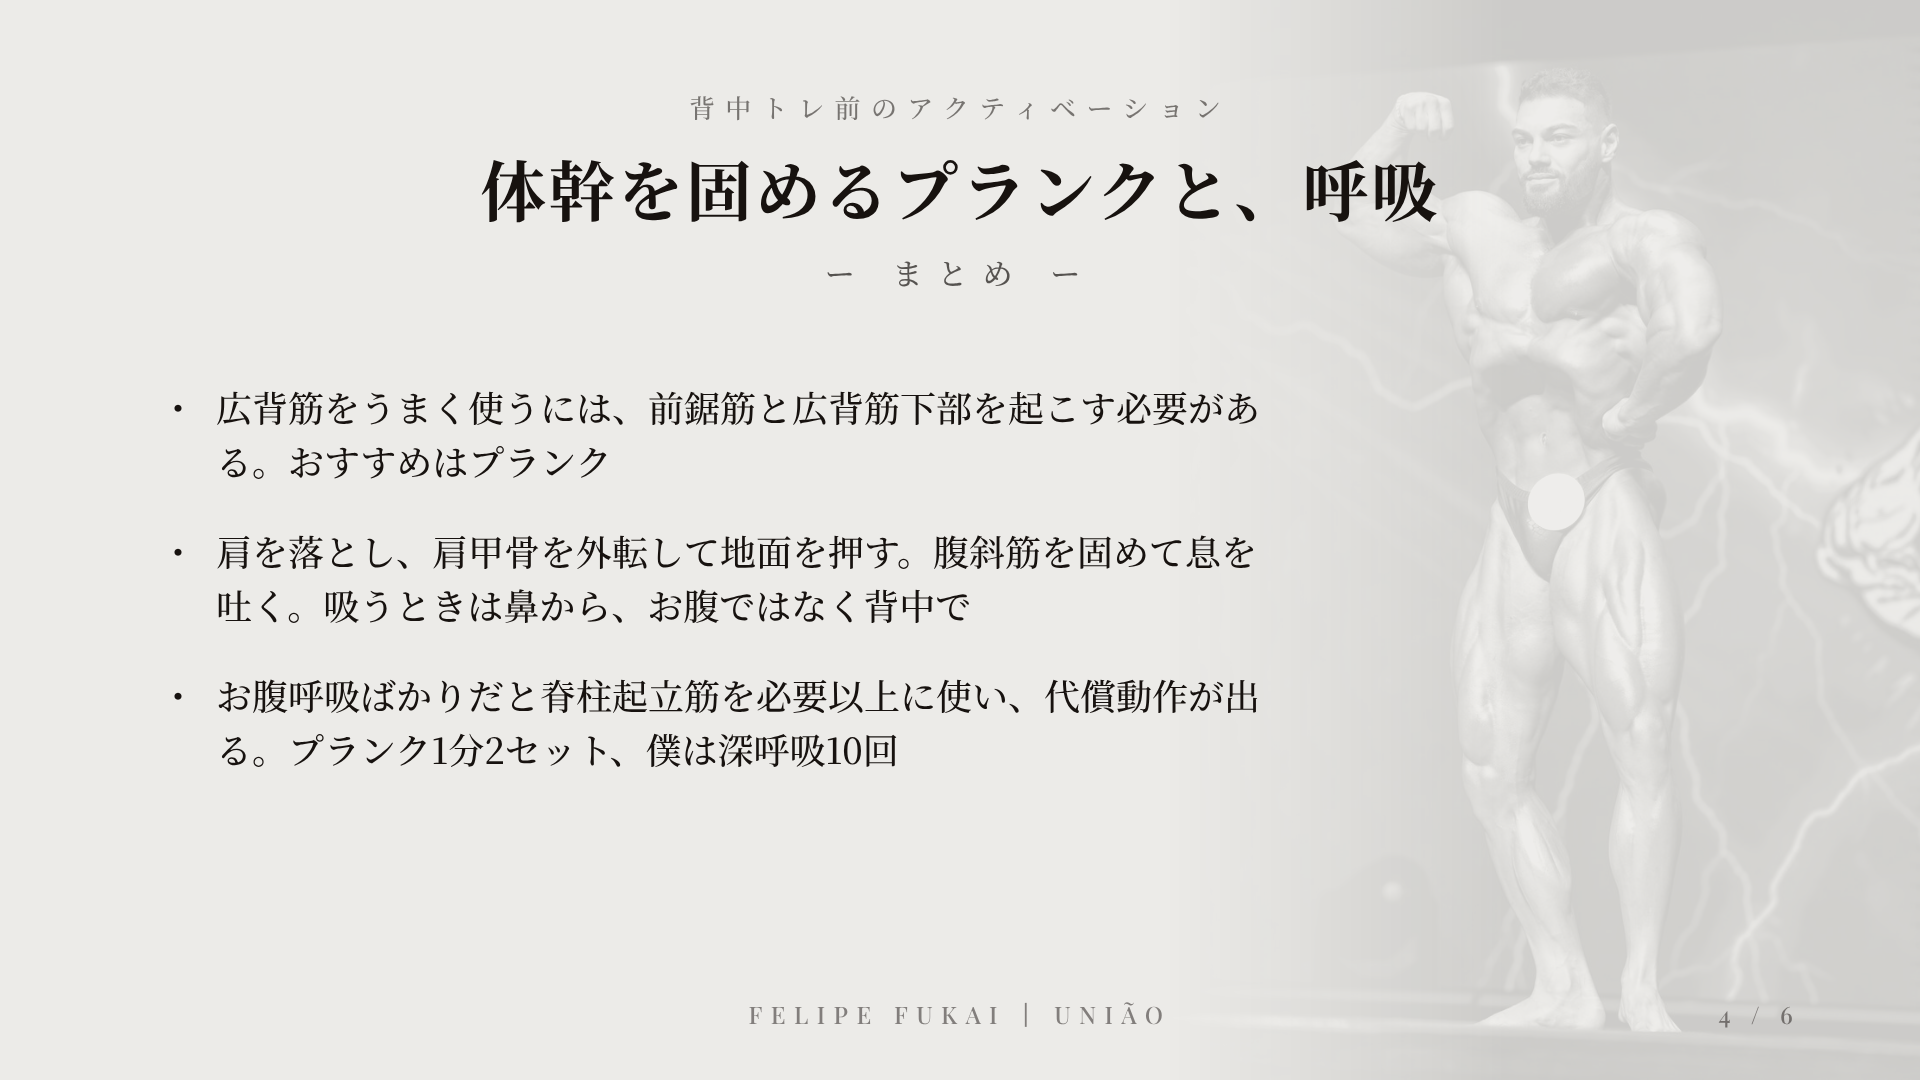 背中トレ前のアクティベーション
体幹を固めるプランクと、呼吸
ー まとめ ー
・ 広背筋をうまく使うには、前鋸筋と広背筋下部を起こす必要があ
る。おすすめはプランク
・ 肩を落とし、肩甲骨を外転して地面を押す。腹斜筋を固めて息を
吐く。吸うときは鼻から、お腹ではなく背中で
・ お腹呼吸ばかりだと脊柱起立筋を必要以上に使い、代償動作が出
る。プランク1分2セット、僕は深呼吸10回
FELIPE FUKAI | UNIÃO
4 / 6